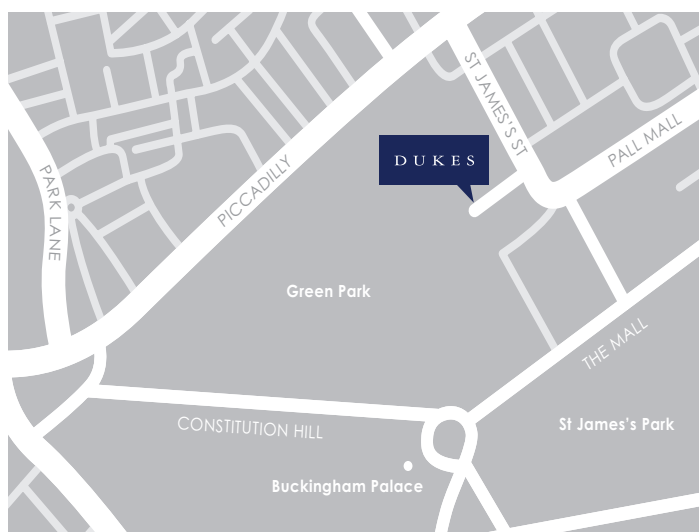 ST JAMES'S ST
DUKES
PALL MALL
PARK LANE
PICCADILLY
Green Park
THE MALL
CONSTITUTION HILL
St James's Park
Buckingham Palace